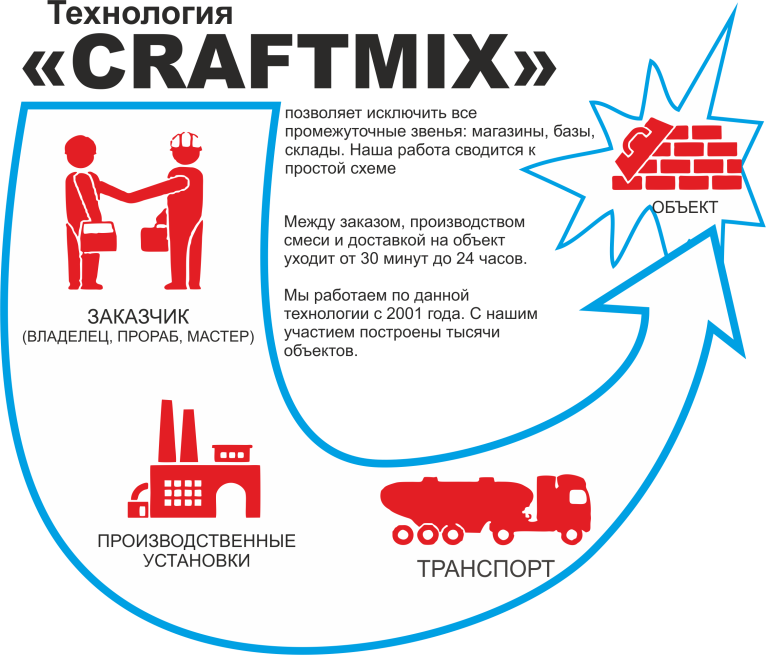 Технология
«CRAFTMIX»
позволяет исключить все
промежуточные звенья: магазины, базы,
склады. Наша работа сводится к
простой схеме
ОБЪЕКТ
Между заказом, производством
смеси и доставкой на объект
уходит от 30 минут до 24 часов.
Мы работаем по данной
технологии с 2001 года. С нашим
участием построены тысячи
объектов.
ЗАКАЗЧИК
(ВЛАДЕЛЕЦ, ПРОРАБ, МАСТЕР)
ПРОИЗВОДСТВЕННЫЕ
УСТАНОВКИ
ТРАНСПОРТ